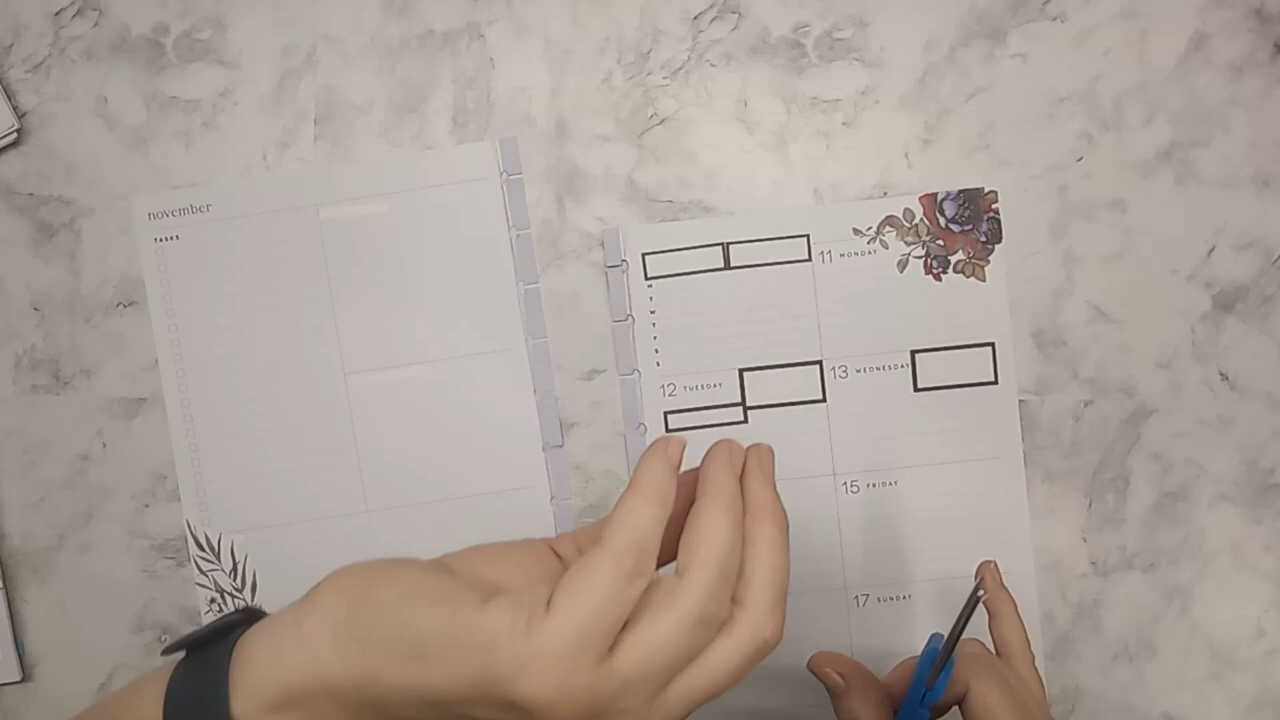 november
TASKS
11 MONDAY
M
T
W
T
F
S
S
12 TUESDAY
13 WEDNESDAY
15 FRIDAY
17 SUNDAY